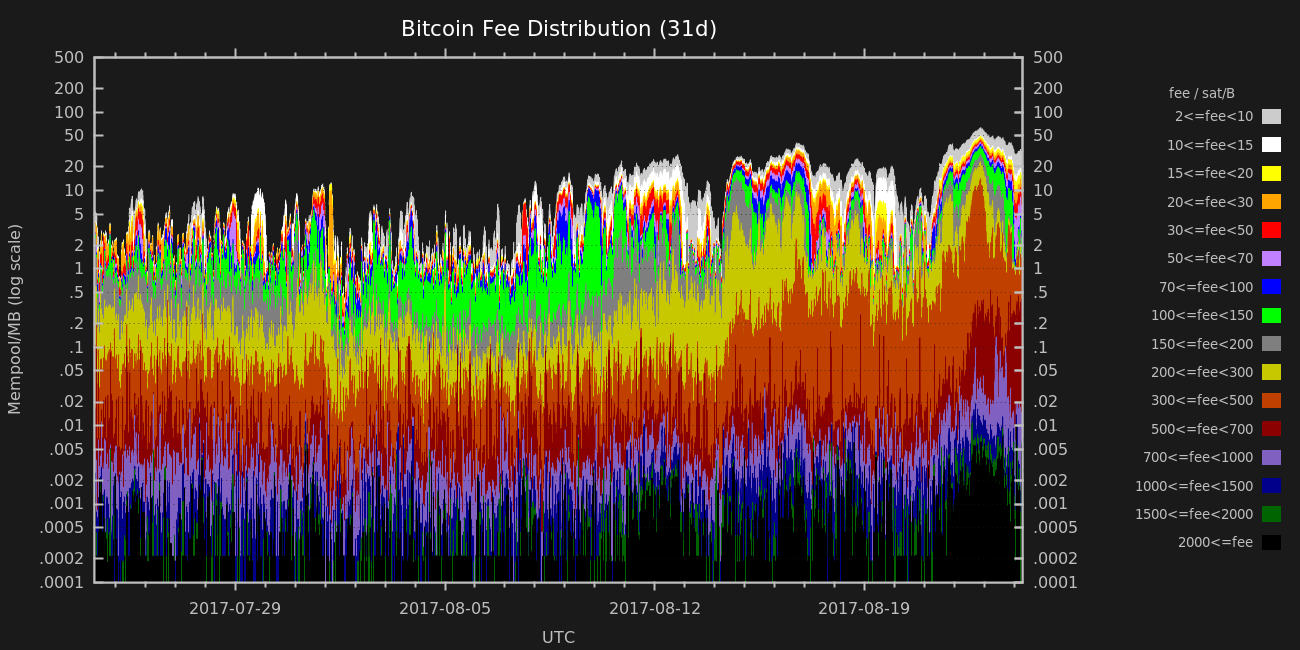 Bitcoin Fee Distribution (31d)
500
200
100
50
20
10
5
2
1
.5
.2
.1
.05
.02
.01
.005
.002
.001
.0005
.0002
.0001
Mempool/MB (log scale)
500
200
100
50
20
10
5
2
1
.5
.2
.1
.05
.02
.01
.005
.002
.001
.0005
.0002
.0001
2017-07-29
2017-08-05
2017-08-12
2017-08-19
UTC
fee / sat/B
2<=fee<10
10<=fee<15
15<=fee<20
20<=fee<30
30<=fee<50
50<=fee<70
70<=fee<100
100<=fee<150
150<=fee<200
200<=fee<300
300<=fee<500
500<=fee<700
700<=fee<1000
1000<=fee<1500
1500<=fee<2000
2000<=fee